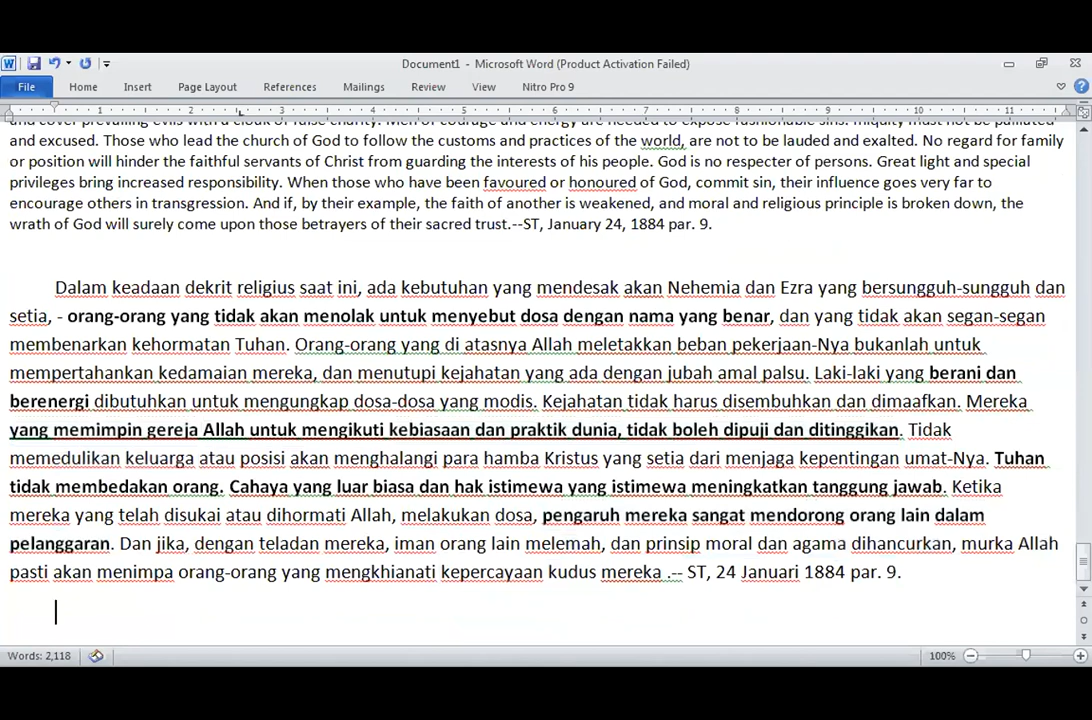 Document1 - Microsoft Word (Product Activation Failed)
File Home Insert Page Layout References Mailings Review View Nitro Pro 9
1 2 3 4 5 6 7 8 9 10 11
and excused. Those who lead the church of God to follow the customs and practices of the world, are not to be lauded and exalted. No regard for family
or position will hinder the faithful servants of Christ from guarding the interests of his people. God is no respecter of persons. Great light and special
privileges bring increased responsibility. When those who have been favoured or honoured of God, commit sin, their influence goes very far to
encourage others in transgression. And if, by their example, the faith of another is weakened, and moral and religious principle is broken down, the
wrath of God will surely come upon those betrayers of their sacred trust.--ST, January 24, 1884 par. 9.
Dalam keadaan dekrit religius saat ini, ada kebutuhan yang mendesak akan Nehemia dan Ezra yang bersungguh-sungguh dan
setia, - orang-orang yang tidak akan menolak untuk menyebut dosa dengan nama yang benar, dan yang tidak akan segan-segan
membenarkan kehormatan Tuhan. Orang-orang yang di atasnya Allah meletakkan beban pekerjaan-Nya bukanlah untuk
mempertahankan kedamaian mereka, dan menutupi kejahatan yang ada dengan jubah amal palsu. Laki-laki yang berani dan
berenergi dibutuhkan untuk mengungkap dosa-dosa yang modis. Kejahatan tidak harus disembuhkan dan dimaafkan. Mereka
yang memimpin gereja Allah untuk mengikuti kebiasaan dan praktik dunia, tidak boleh dipuji dan ditinggikan. Tidak
memedulikan keluarga atau posisi akan menghalangi para hamba Kristus yang setia dari menjaga kepentingan umat-Nya. Tuhan
tidak membedakan orang. Cahaya yang luar biasa dan hak istimewa yang istimewa meningkatkan tanggung jawab. Ketika
mereka yang telah disukai atau dihormati Allah, melakukan dosa, pengaruh mereka sangat mendorong orang lain dalam
pelanggaran. Dan jika, dengan teladan mereka, iman orang lain melemah, dan prinsip moral dan agama dihancurkan, murka Allah
pasti akan menimpa orang-orang yang mengkhianati kepercayaan kudus mereka .-- ST, 24 Januari 1884 par. 9.
Words: 2,118 100%